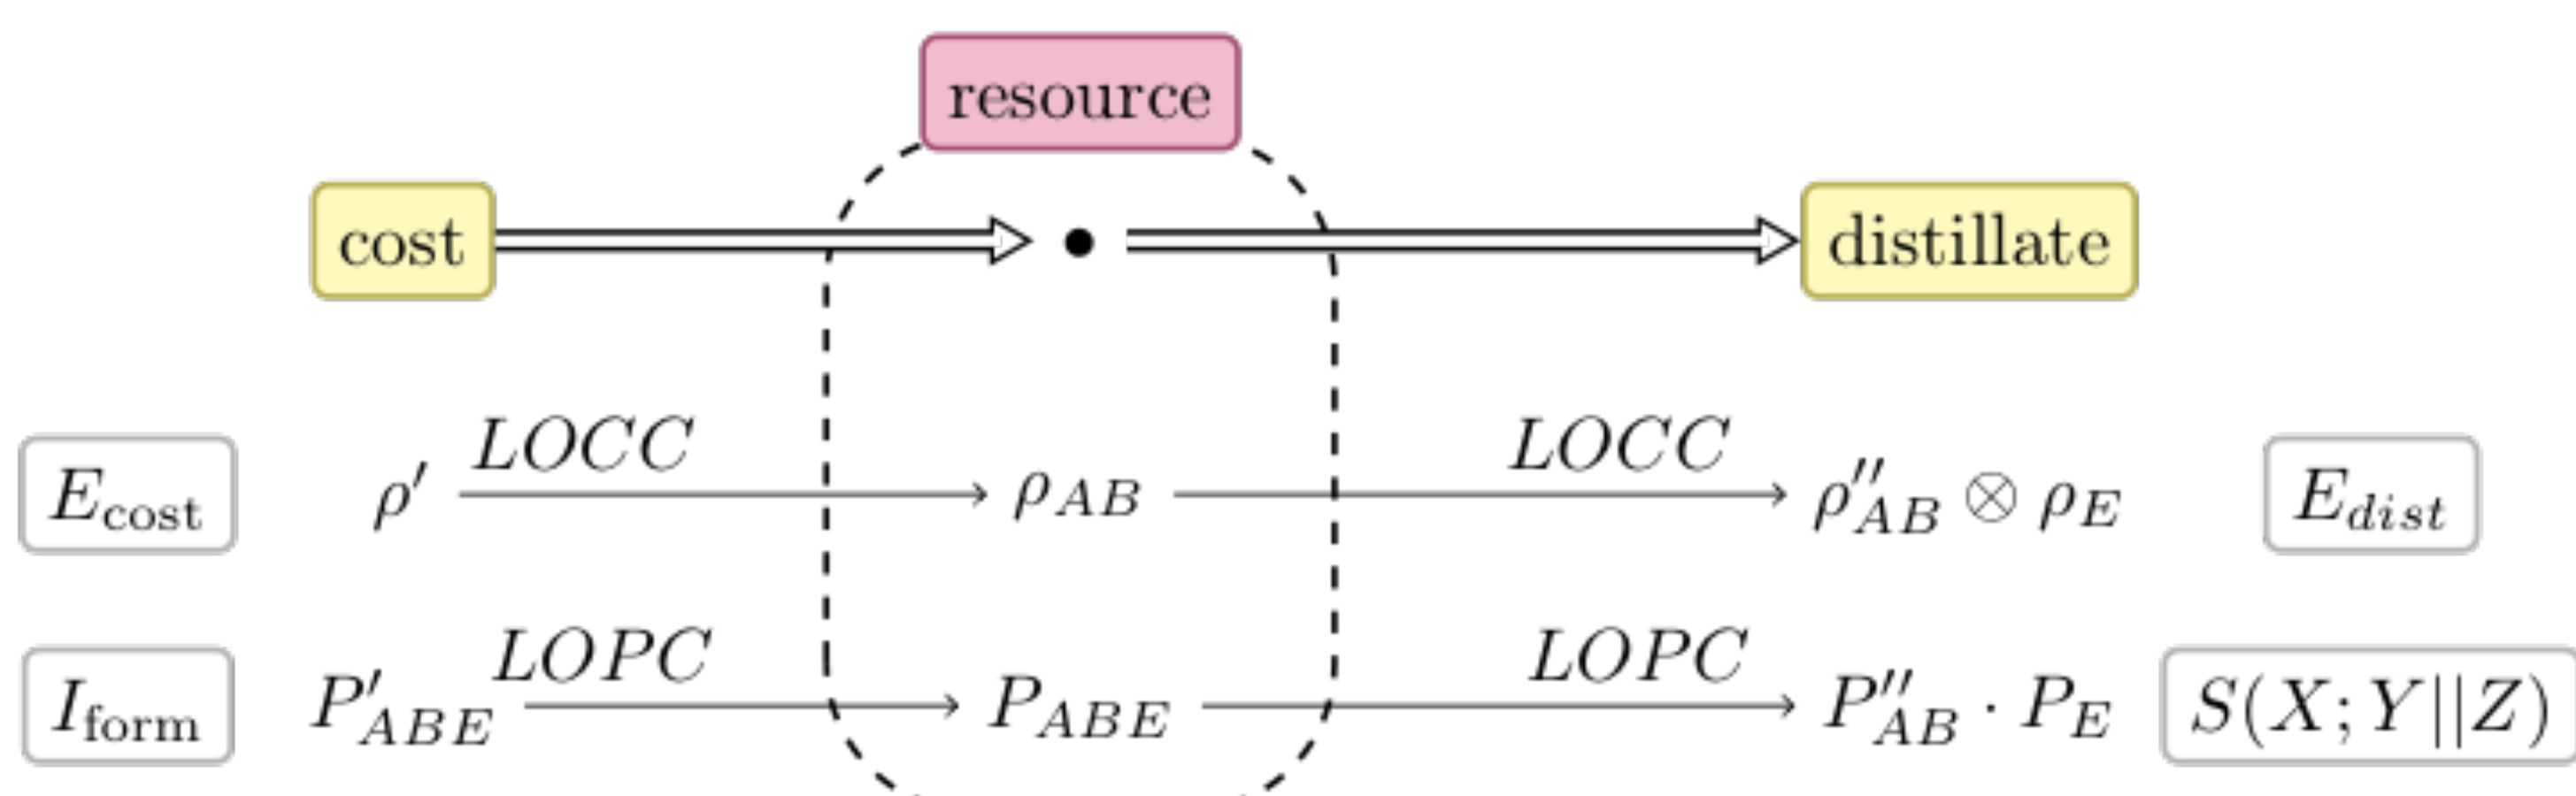 resource
cost • distillate
LOCC LOCC
E_cost ρ′ ρ_AB ρ″_AB ⊗ ρ_E E_dist
LOPC LOPC
I_form P′_ABE P_ABE P″_AB · P_E S(X; Y||Z)